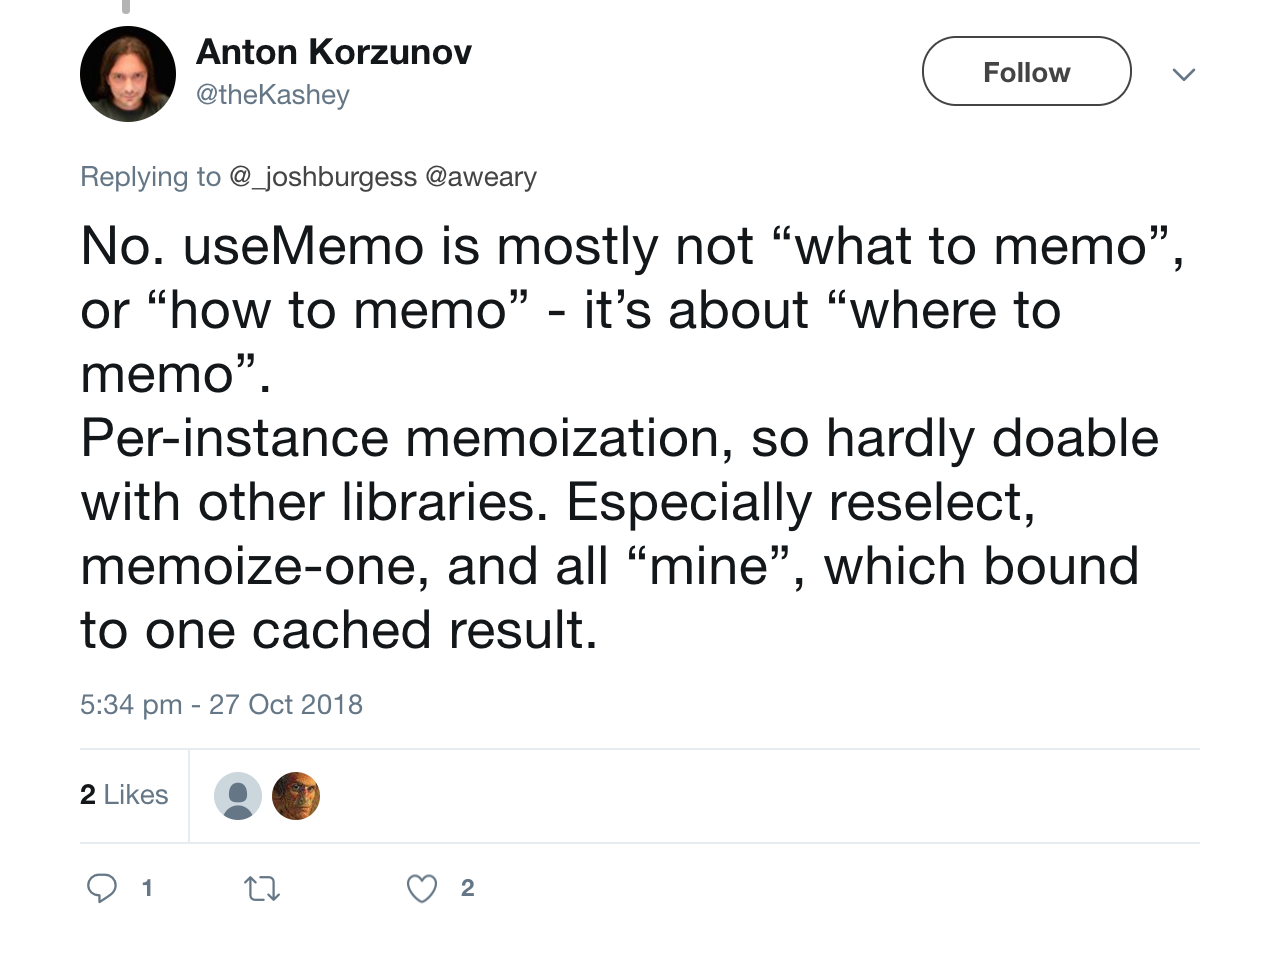 Anton Korzunov
@theKashey
Follow
Replying to @_joshburgess @aweary
No. useMemo is mostly not “what to memo”,
or “how to memo” - it’s about “where to
memo”.
Per-instance memoization, so hardly doable
with other libraries. Especially reselect,
memoize-one, and all “mine”, which bound
to one cached result.
5:34 pm - 27 Oct 2018
2 Likes
1
2